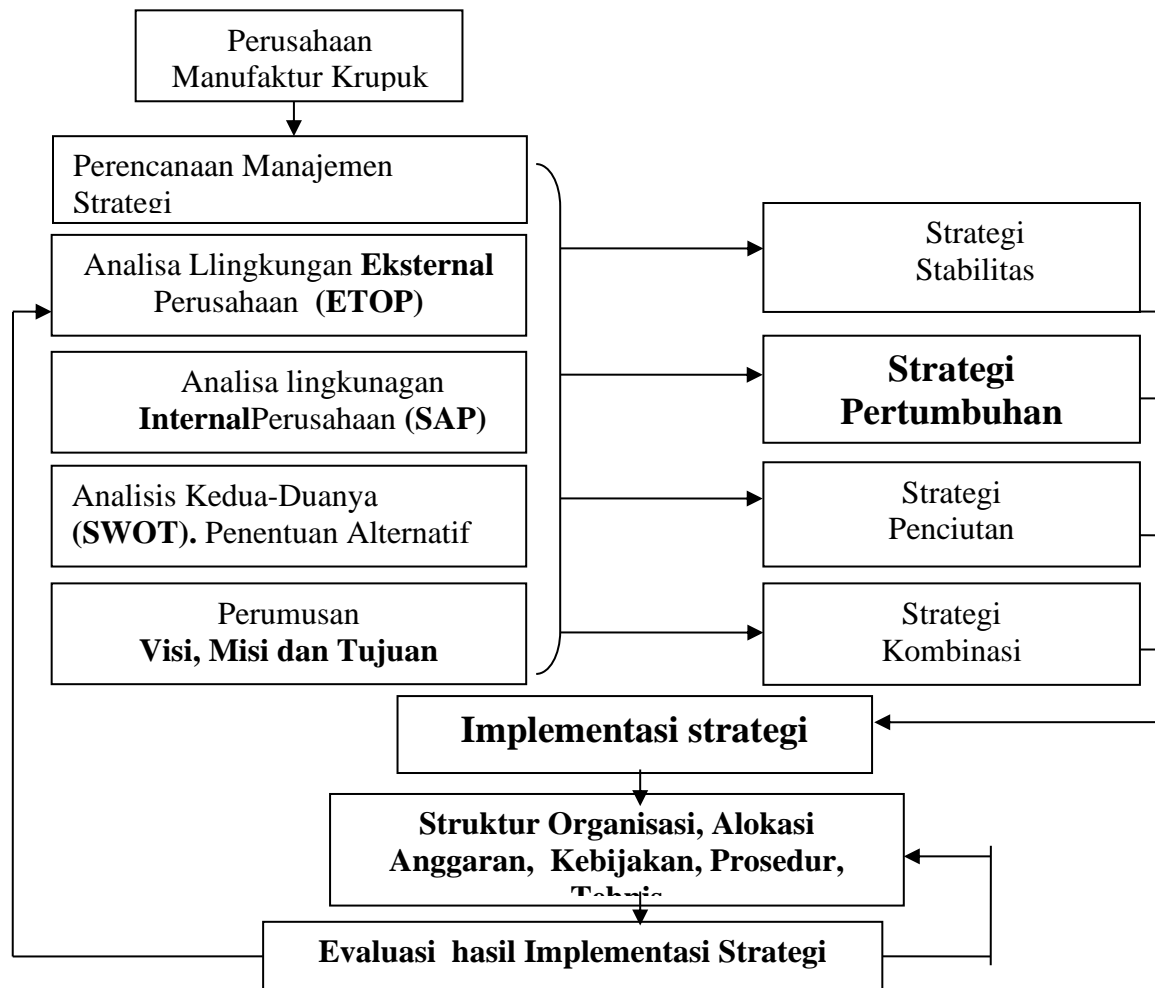 Perusahaan
Manufaktur Krupuk
Perencanaan Manajemen
Strategi
Analisa Llingkungan Eksternal
Perusahaan (ETOP)
Analisa lingkunagan
InternalPerusahaan (SAP)
Analisis Kedua-Duanya
(SWOT). Penentuan Alternatif
Perumusan
Visi, Misi dan Tujuan
Strategi
Stabilitas
Strategi
Pertumbuhan
Strategi
Penciutan
Strategi
Kombinasi
Implementasi strategi
Struktur Organisasi, Alokasi
Anggaran, Kebijakan, Prosedur,
Tehnis
Evaluasi hasil Implementasi Strategi